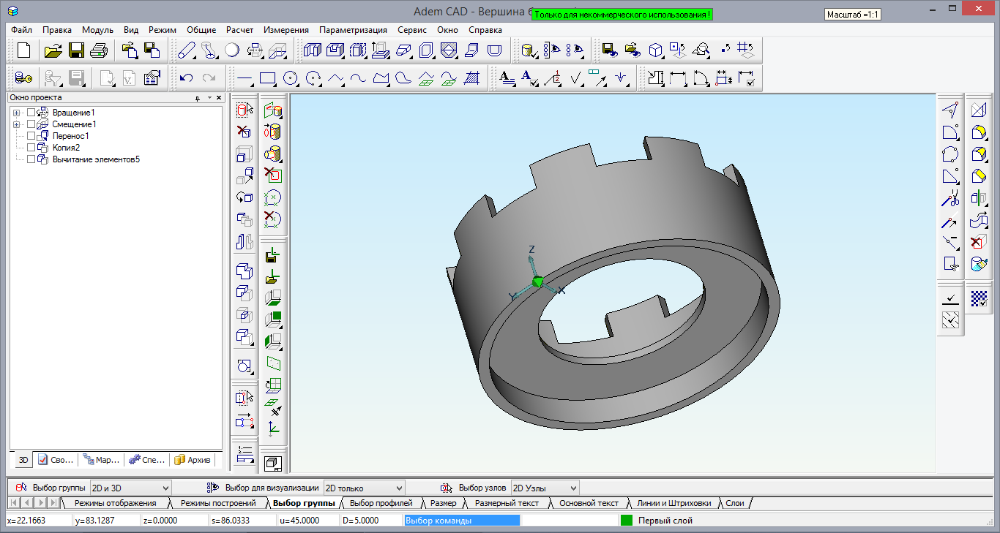 Adem CAD - Вершина б
Только для некоммерческого использования !
Масштаб =1:1
Файл Правка Модуль Вид Режим Общие Расчет Измерения Параметризация Сервис Окно Справка
Окно проекта
Вращение1
Смещение1
Перенос1
Копия2
Вычитание элементов5
Z
Y
X
3D Сво... Мар... Спе... Архив
Выбор группы 2D и 3D Выбор для визуализации 2D только Выбор узлов 2D Узлы
Режимы отображения Режимы построений Выбор группы Выбор профилей Размер Размерный текст Основной текст Линии и Штриховки Слои
x=22.1663 y=83.1287 z=0.0000 s=86.0333 u=45.0000 D=5.0000 Выбор команды Первый слой